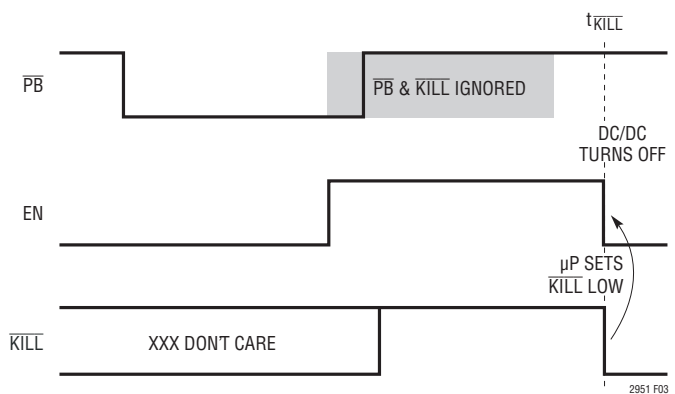 t‾KILL
‾PB
‾PB & ‾KILL IGNORED
DC/DC
TURNS OFF
EN
µP SETS
‾KILL LOW
‾KILL
XXX DON'T CARE
2951 F03